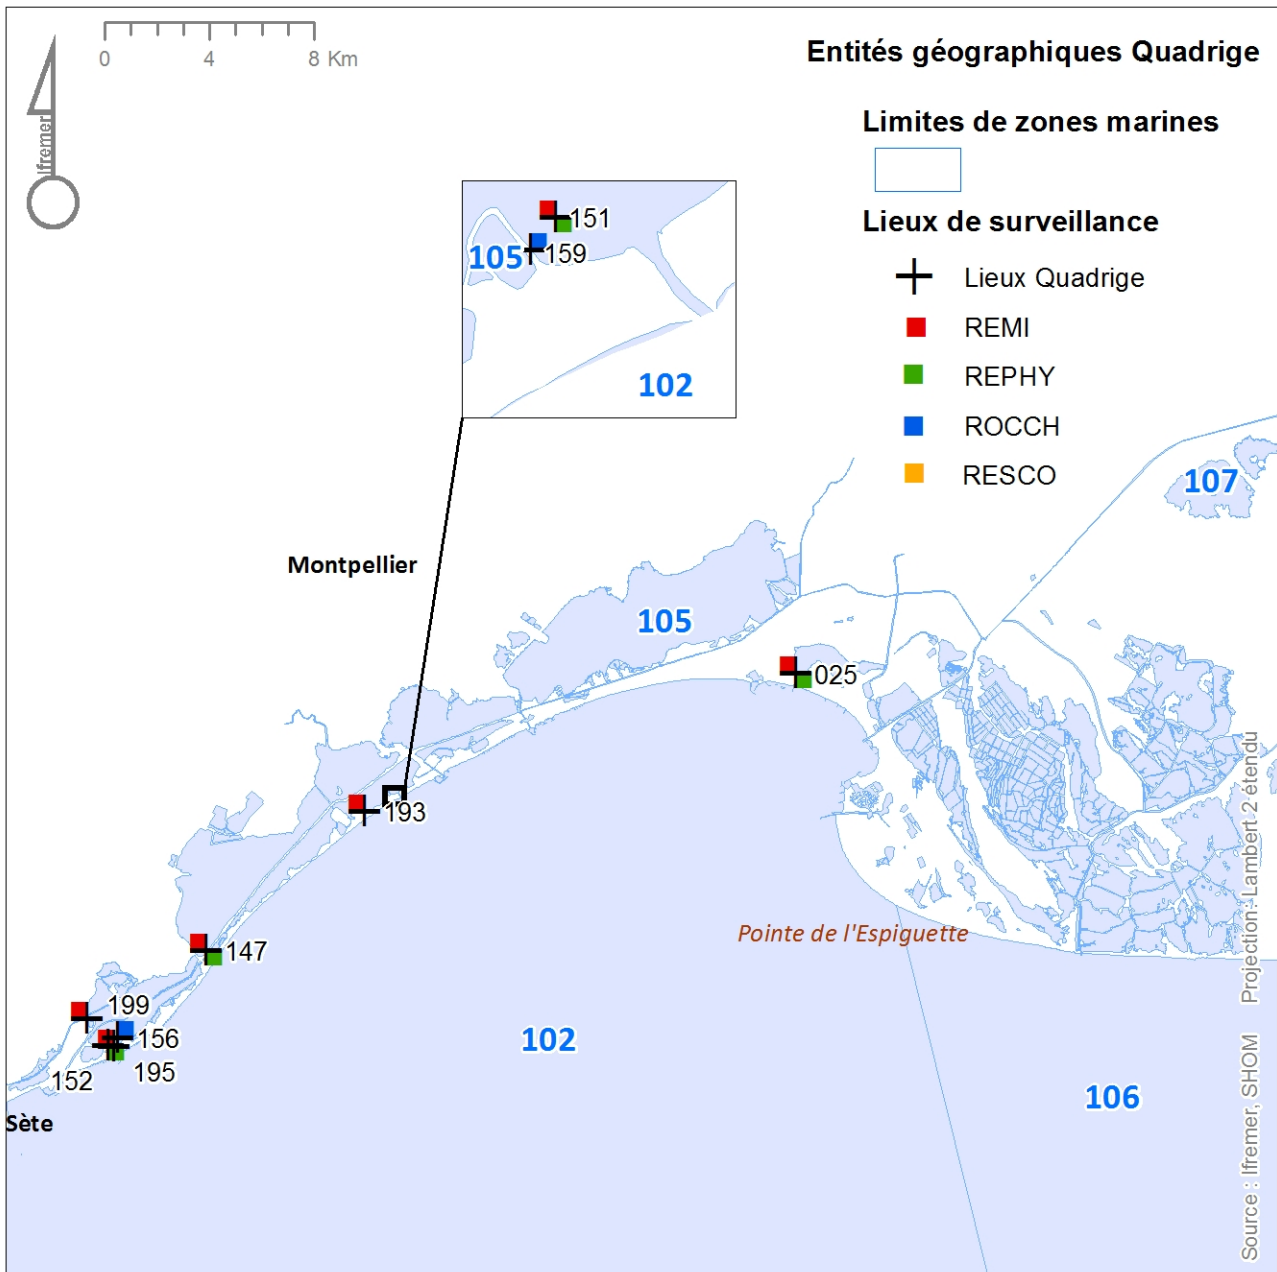 0 4 8 Km
Ifremer
Entités géographiques Quadrige
Limites de zones marines
Lieux de surveillance
Lieux Quadrige
REMI
REPHY
ROCCH
RESCO
151
105
159
102
107
Montpellier
105
025
193
Pointe de l'Espiguette
147
199
156
102
195
152
106
Sète
Source : Ifremer, SHOM Projection : Lambert 2 étendu